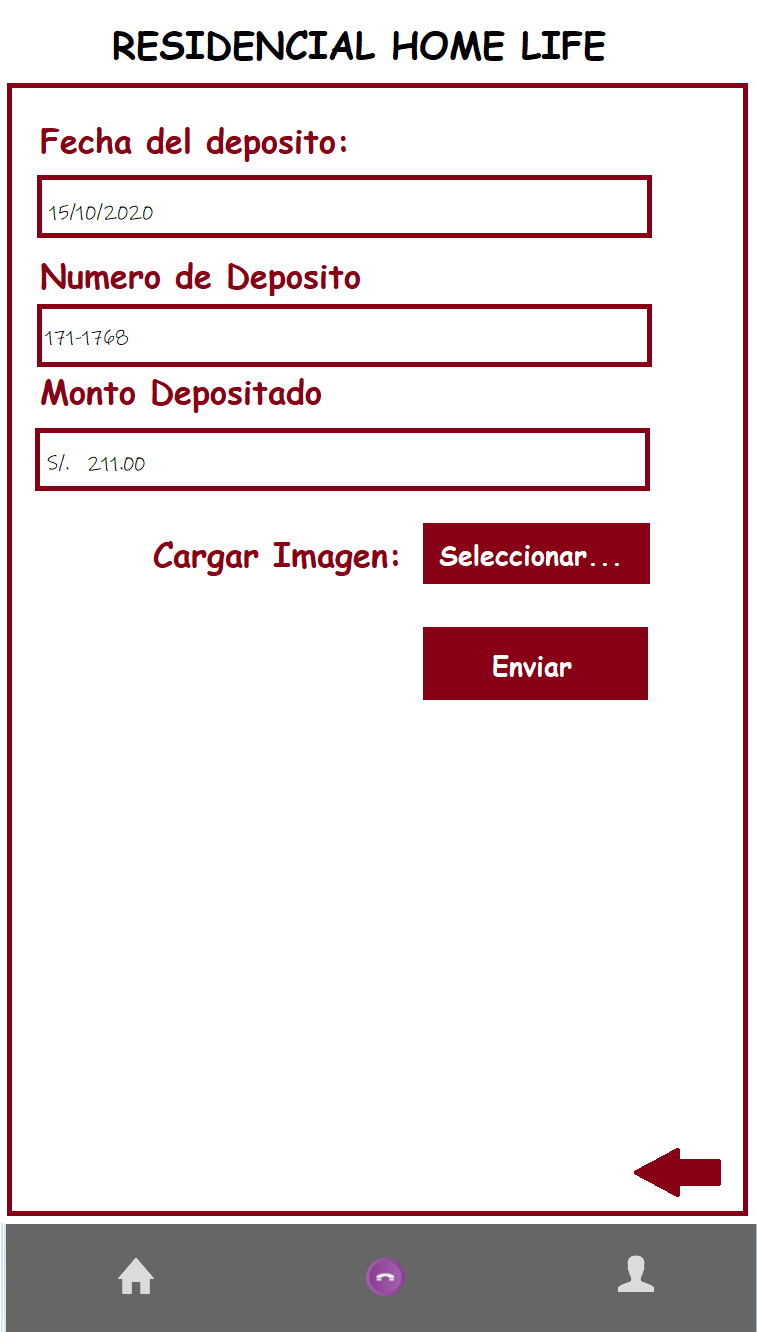 RESIDENCIAL HOME LIFE
Fecha del deposito:
15/10/2020
Numero de Deposito
171-1768
Monto Depositado
S/. 211.00
Cargar Imagen: Seleccionar...
Enviar